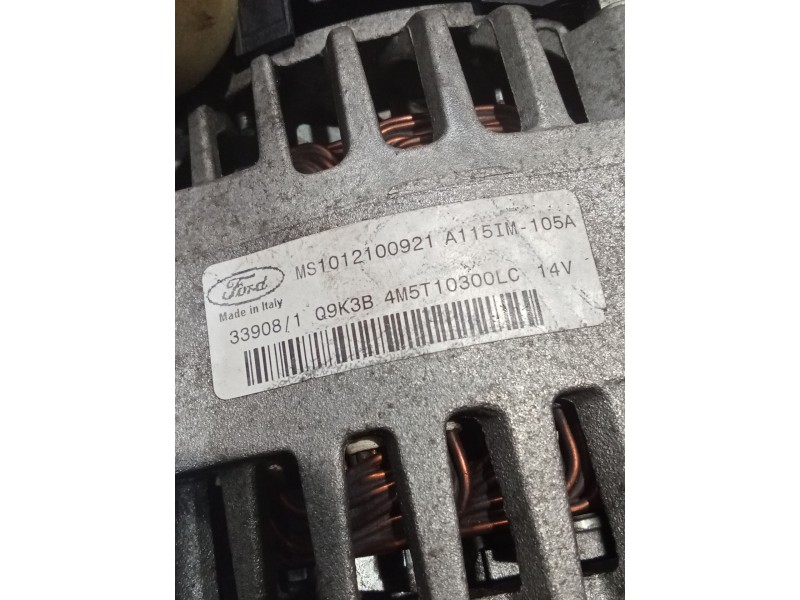 MS1012100921 A115IM-105A
Ford
Made in Italy
33908/1 Q9K3B 4M5T10300LC 14V